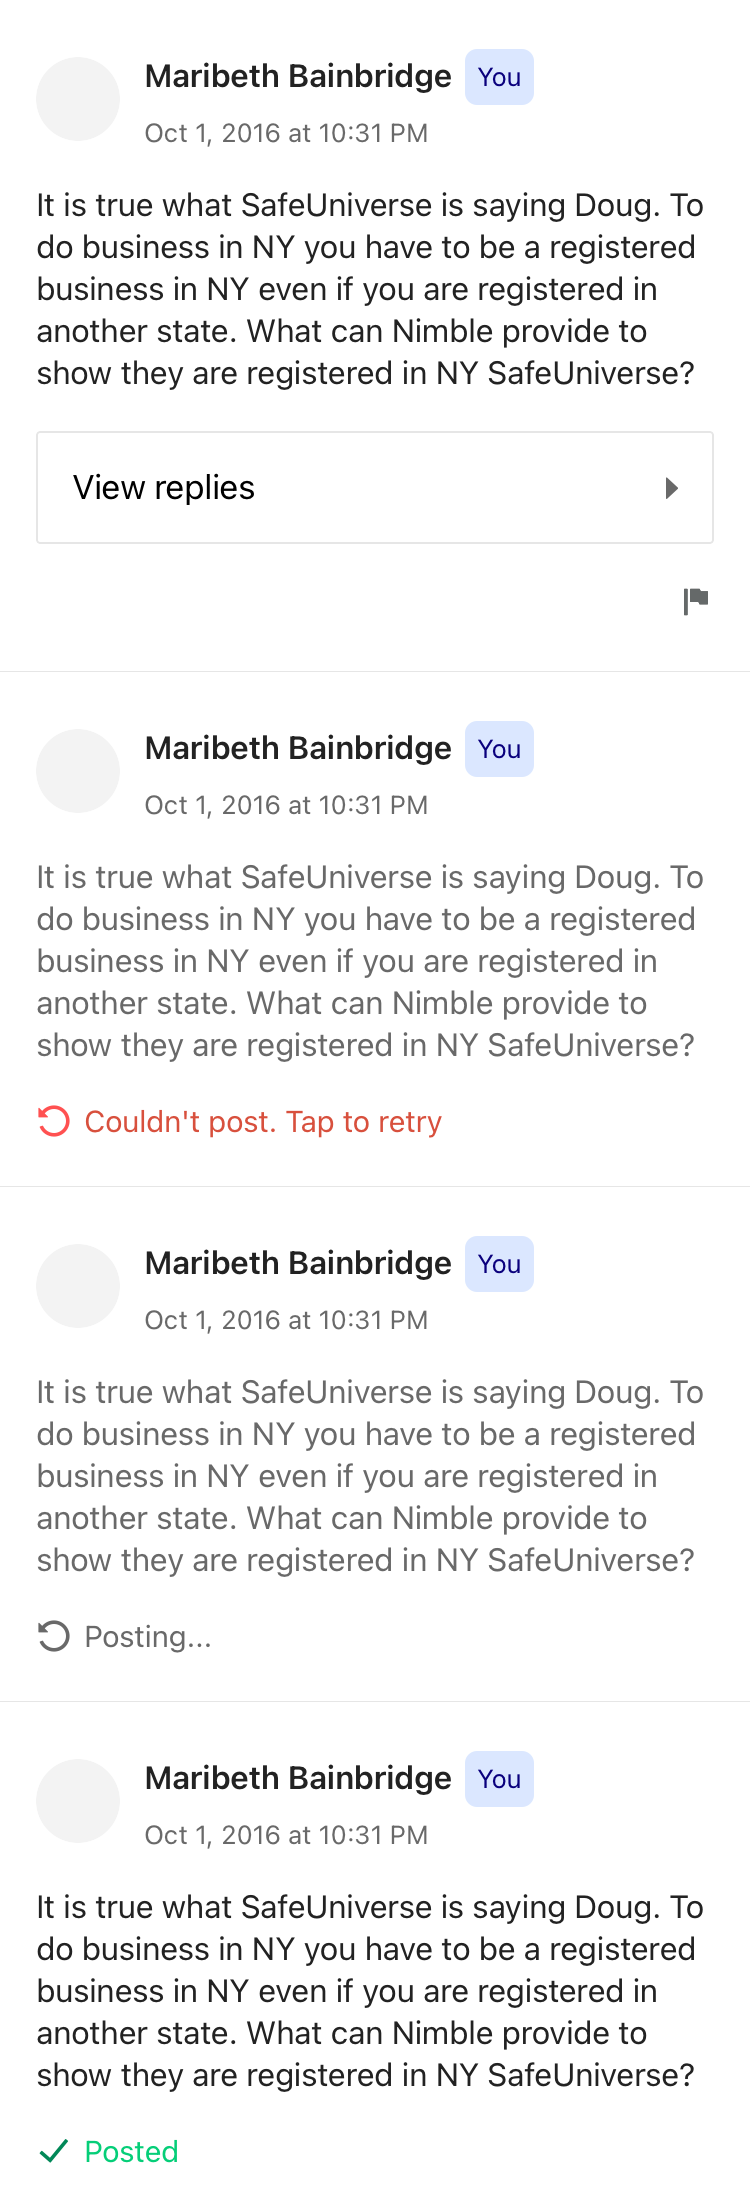 Maribeth Bainbridge You
Oct 1, 2016 at 10:31 PM
It is true what SafeUniverse is saying Doug. To
do business in NY you have to be a registered
business in NY even if you are registered in
another state. What can Nimble provide to
show they are registered in NY SafeUniverse?
View replies
Maribeth Bainbridge You
Oct 1, 2016 at 10:31 PM
It is true what SafeUniverse is saying Doug. To
do business in NY you have to be a registered
business in NY even if you are registered in
another state. What can Nimble provide to
show they are registered in NY SafeUniverse?
Couldn't post. Tap to retry
Maribeth Bainbridge You
Oct 1, 2016 at 10:31 PM
It is true what SafeUniverse is saying Doug. To
do business in NY you have to be a registered
business in NY even if you are registered in
another state. What can Nimble provide to
show they are registered in NY SafeUniverse?
Posting...
Maribeth Bainbridge You
Oct 1, 2016 at 10:31 PM
It is true what SafeUniverse is saying Doug. To
do business in NY you have to be a registered
business in NY even if you are registered in
another state. What can Nimble provide to
show they are registered in NY SafeUniverse?
Posted